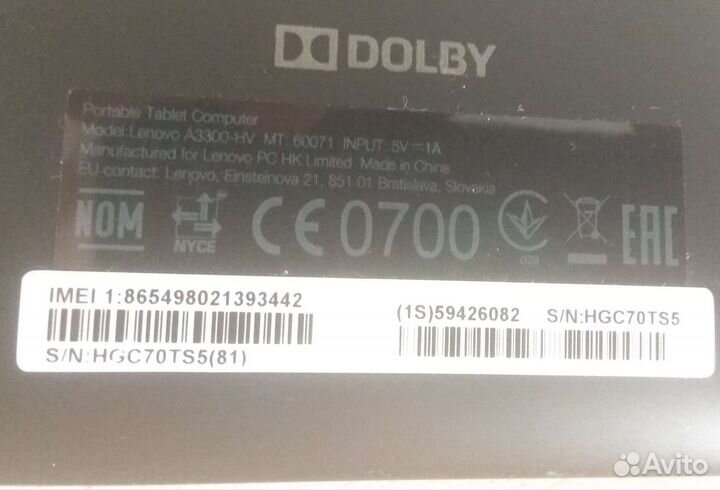 DOLBY
Portable Tablet Computer
Model:Lenovo A3300-HV MT: 60071 INPUT: 5V⎓1A
Manufactured for Lenovo PC HK Limited Made in China
EU contact: Lenovo, Einsteinova 21, 851 01 Bratislava, Slovakia
NOM NYCE CE0700 028 EAC
IMEI 1:865498021393442
(1S)59426082 S/N:HGC70TS5
S/N:HGC70TS5(81)
Avito